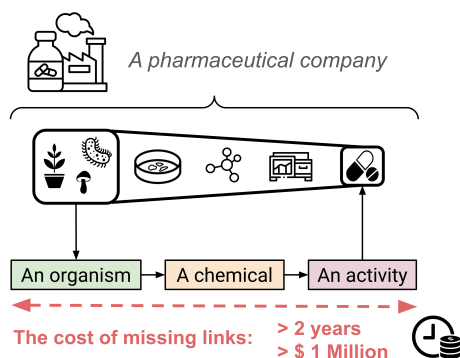 A pharmaceutical company
An organism
A chemical
An activity
The cost of missing links:
> 2 years
> $ 1 Million